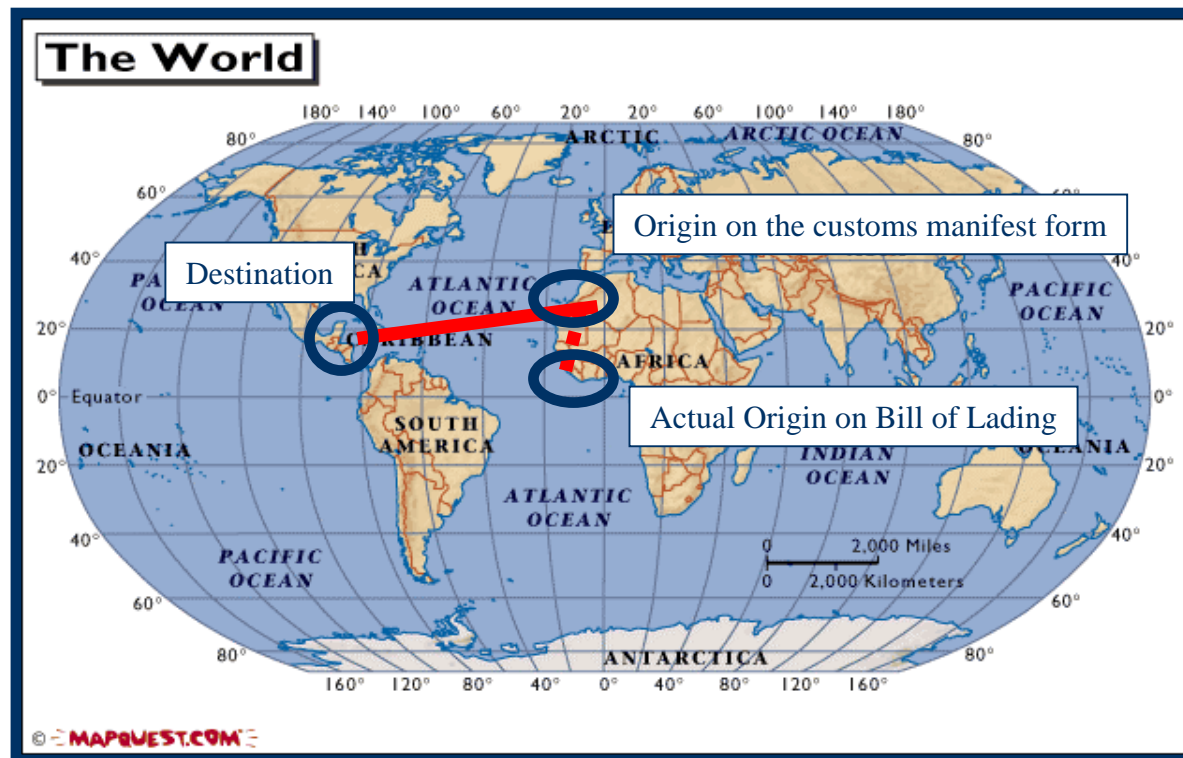 The World
180° 140° 100° 60° 20° 20° 60° 100° 140° 180°
80° ARCTIC ARCTIC OCEAN 80°
60°
Origin on the customs manifest form
Destination
40° 40°
ATLANTIC
OCEAN
OCEAN
PACIFIC
OCEAN
20° CARIBBEAN 20°
AFRICA
0° Equator 0° 0°
Actual Origin on Bill of Lading
SOUTH
AMERICA
OCEANIA OCEANIA
20° 20°
INDIAN
OCEAN
ATLANTIC
OCEAN
40° 40°
0 2,000 Miles
0 2,000 Kilometers
PACIFIC
OCEAN
60° 60°
80° 80°
ANTARCTICA
160° 120° 80° 40° 0° 40° 80° 120° 160°
© MAPQUEST.COM